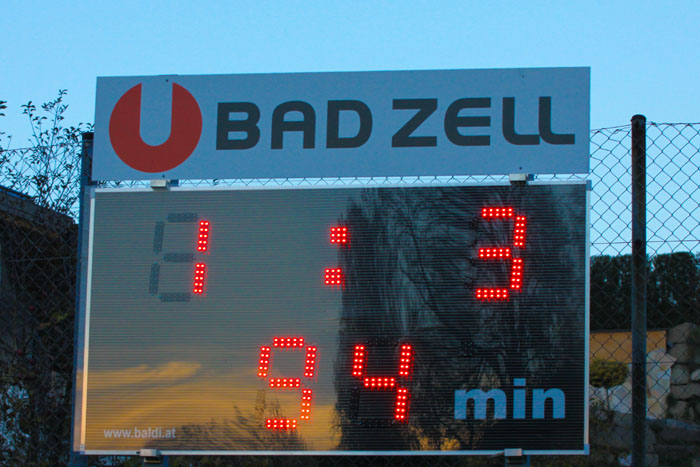 U BAD ZELL
1 : 3
94 min
www.baldi.at